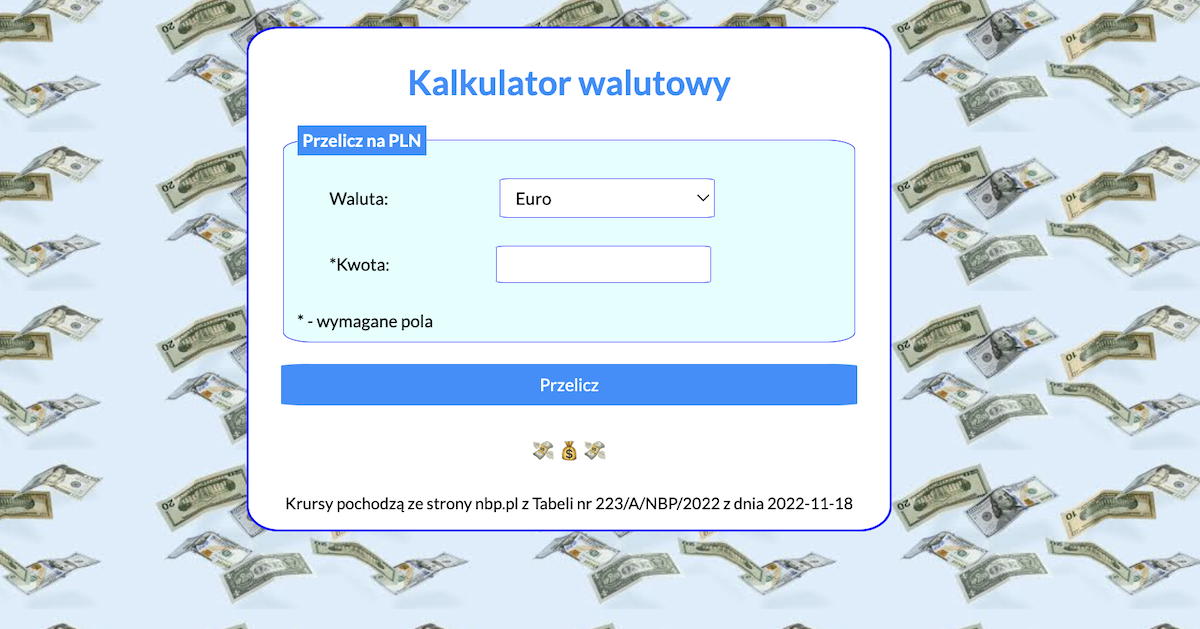 Kalkulator walutowy
Przelicz na PLN
Waluta: Euro
*Kwota:
* - wymagane pola
Przelicz
Krursy pochodzą ze strony nbp.pl z Tabeli nr 223/A/NBP/2022 z dnia 2022-11-18